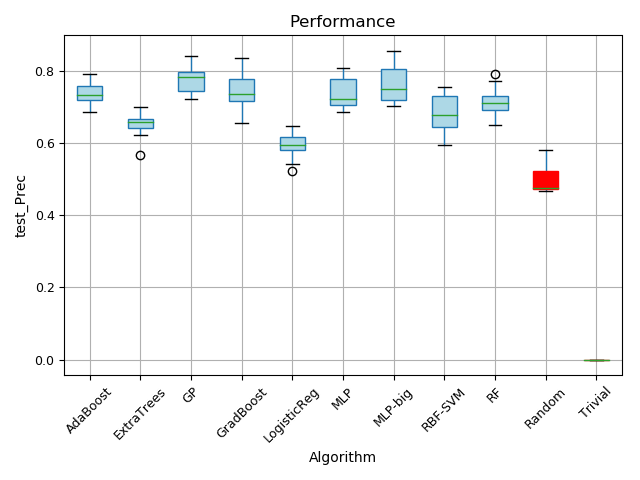 Performance
test_Prec
0.8
0.6
0.4
0.2
0.0
AdaBoost
ExtraTrees
GP
GradBoost
LogisticReg
MLP
MLP-big
RBF-SVM
RF
Random
Trivial
Algorithm